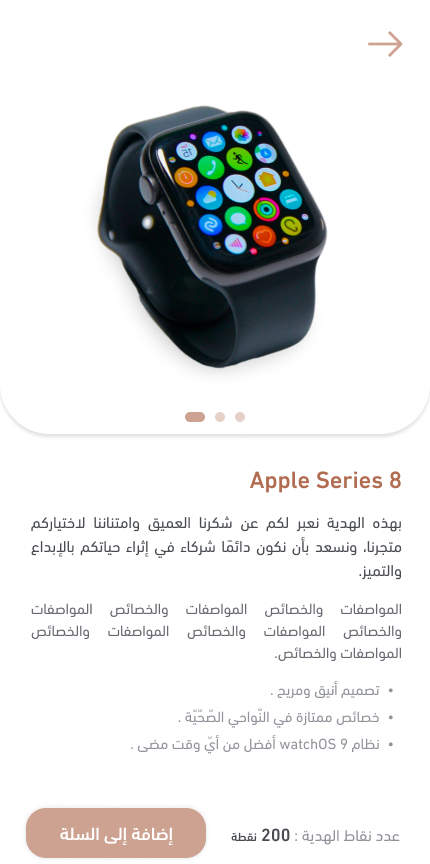 Apple Series 8
بهذه الهدية نعبر لكم عن شكرنا العميق وامتناننا لاختياركم
متجرنا، ونسعد بأن نكون دائمًا شركاء في إثراء حياتكم بالإبداع
والتميز.
المواصفات والخصائص المواصفات والخصائص المواصفات
والخصائص المواصفات والخصائص المواصفات والخصائص
المواصفات والخصائص.
• تصميم أنيق ومريح .
• خصائص ممتازة في النّواحي الصّحّيّة .
• نظام watchOS 9 أفضل من أيّ وقت مضى .
عدد نقاط الهدية : 200 نقطة
إضافة إلى السلة